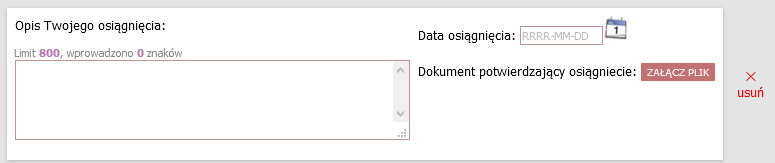 Opis Twojego osiągnięcia:
Limit 800, wprowadzono 0 znaków
Data osiągnięcia: RRRR-MM-DD 1
Dokument potwierdzający osiągniecie: ZAŁĄCZ PLIK
usuń